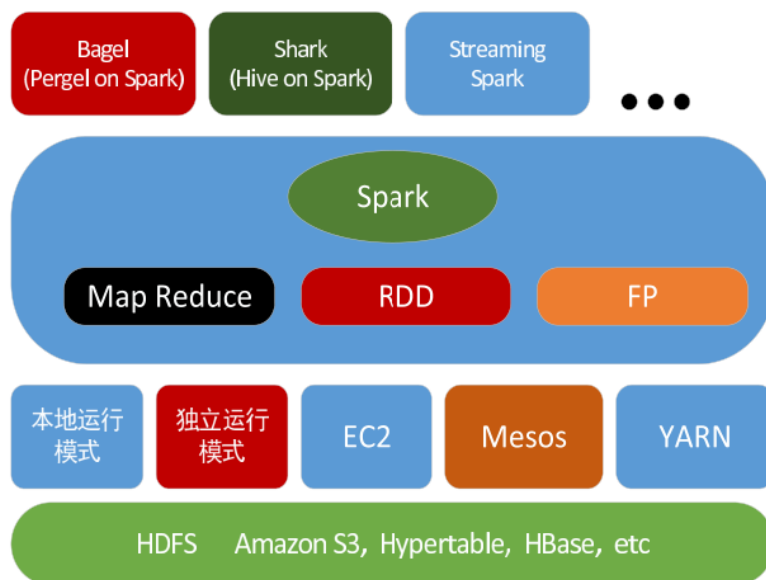 Bagel
(Pergel on Spark)
Shark
(Hive on Spark)
Streaming
Spark
Spark
Map Reduce
RDD
FP
本地运行
模式
独立运行
模式
EC2
Mesos
YARN
HDFS Amazon S3, Hypertable, HBase, etc